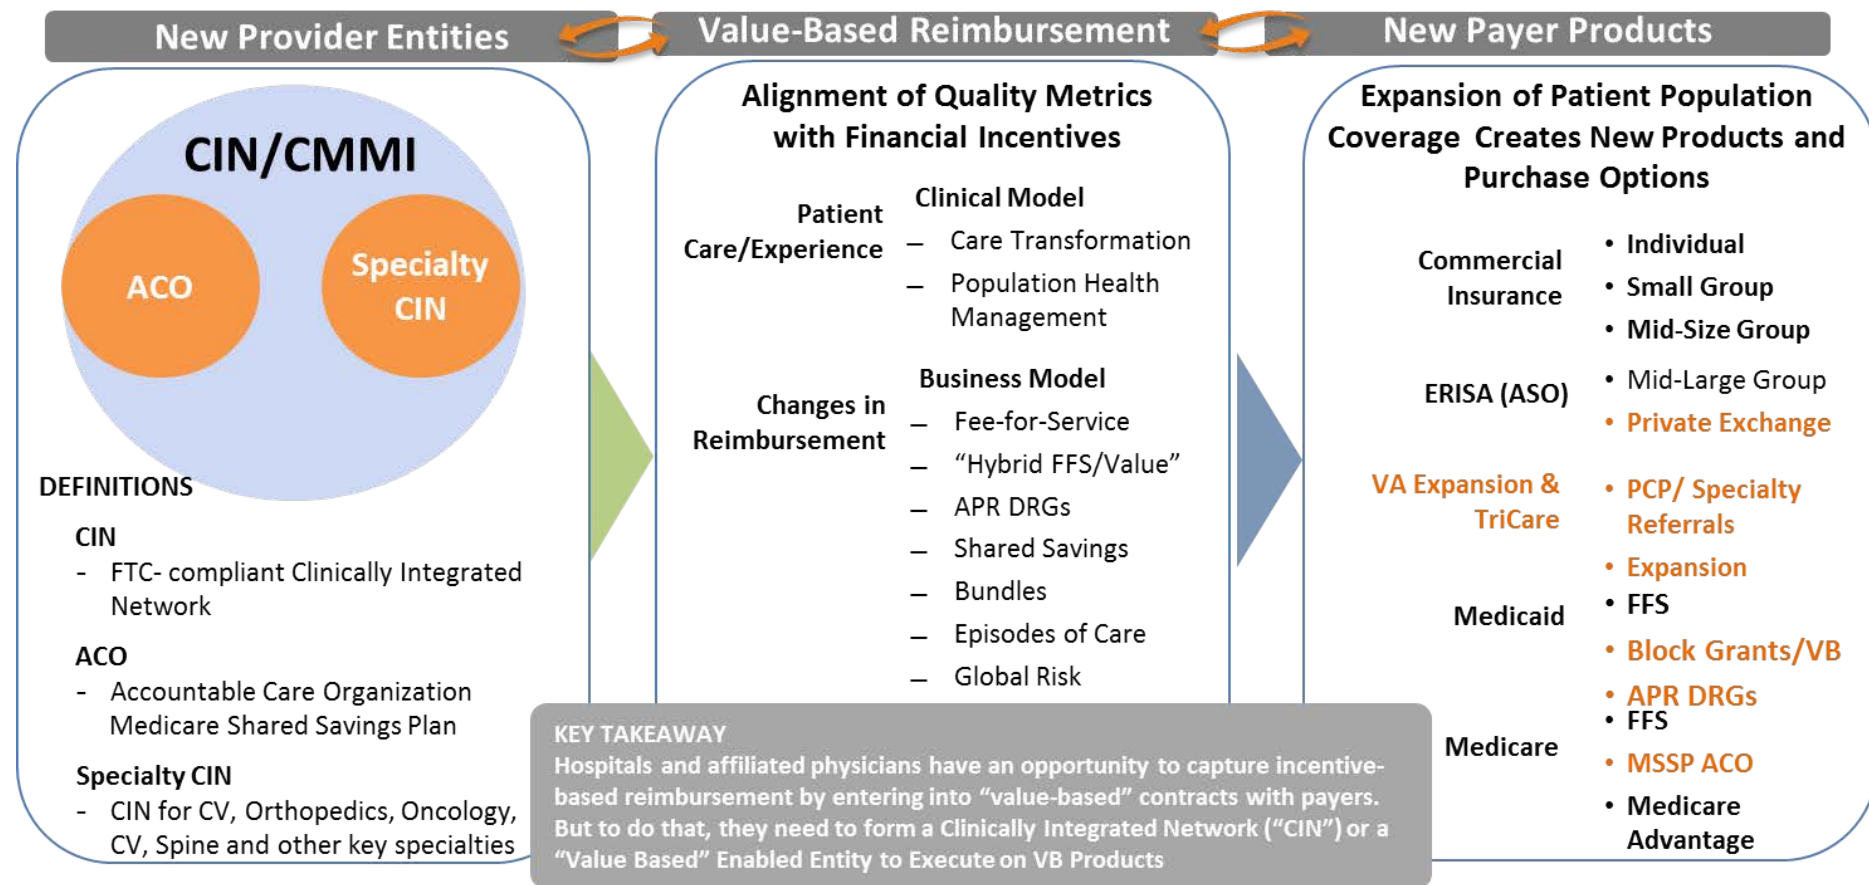 New Provider Entities
Value-Based Reimbursement
New Payer Products
CIN/CMMI
ACO
Specialty
CIN
DEFINITIONS
CIN
- FTC- compliant Clinically Integrated
Network
ACO
- Accountable Care Organization
Medicare Shared Savings Plan
Specialty CIN
- CIN for CV, Orthopedics, Oncology,
CV, Spine and other key specialties
Alignment of Quality Metrics
with Financial Incentives
Patient
Care/Experience
Clinical Model
– Care Transformation
– Population Health
Management
Changes in
Reimbursement
Business Model
– Fee-for-Service
– “Hybrid FFS/Value”
– APR DRGs
– Shared Savings
– Bundles
– Episodes of Care
– Global Risk
Expansion of Patient Population
Coverage Creates New Products and
Purchase Options
Commercial
Insurance
• Individual
• Small Group
• Mid-Size Group
ERISA (ASO)
• Mid-Large Group
• Private Exchange
VA Expansion &
TriCare
• PCP/ Specialty
Referrals
• Expansion
Medicaid
• FFS
• Block Grants/VB
• APR DRGs
Medicare
• FFS
• MSSP ACO
• Medicare
Advantage
KEY TAKEAWAY
Hospitals and affiliated physicians have an opportunity to capture incentive-
based reimbursement by entering into “value-based” contracts with payers.
But to do that, they need to form a Clinically Integrated Network (“CIN”) or a
“Value Based” Enabled Entity to Execute on VB Products